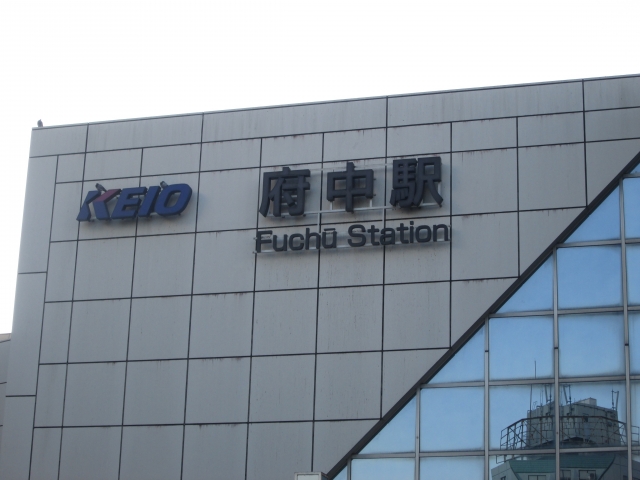 KEIO
府中駅
Fuchū Station